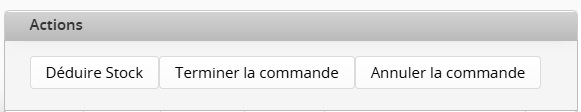 Actions
Déduire Stock Terminer la commande Annuler la commande